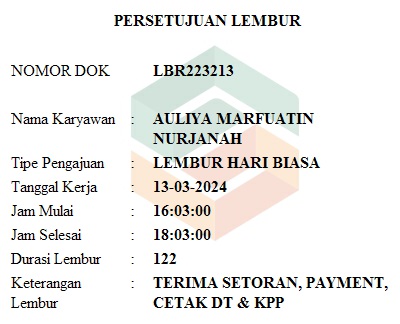 PERSETUJUAN LEMBUR
NOMOR DOK LBR223213
Nama Karyawan : AULIYA MARFUATIN
NURJANAH
Tipe Pengajuan : LEMBUR HARI BIASA
Tanggal Kerja : 13-03-2024
Jam Mulai : 16:03:00
Jam Selesai : 18:03:00
Durasi Lembur : 122
Keterangan : TERIMA SETORAN, PAYMENT,
Lembur CETAK DT & KPP